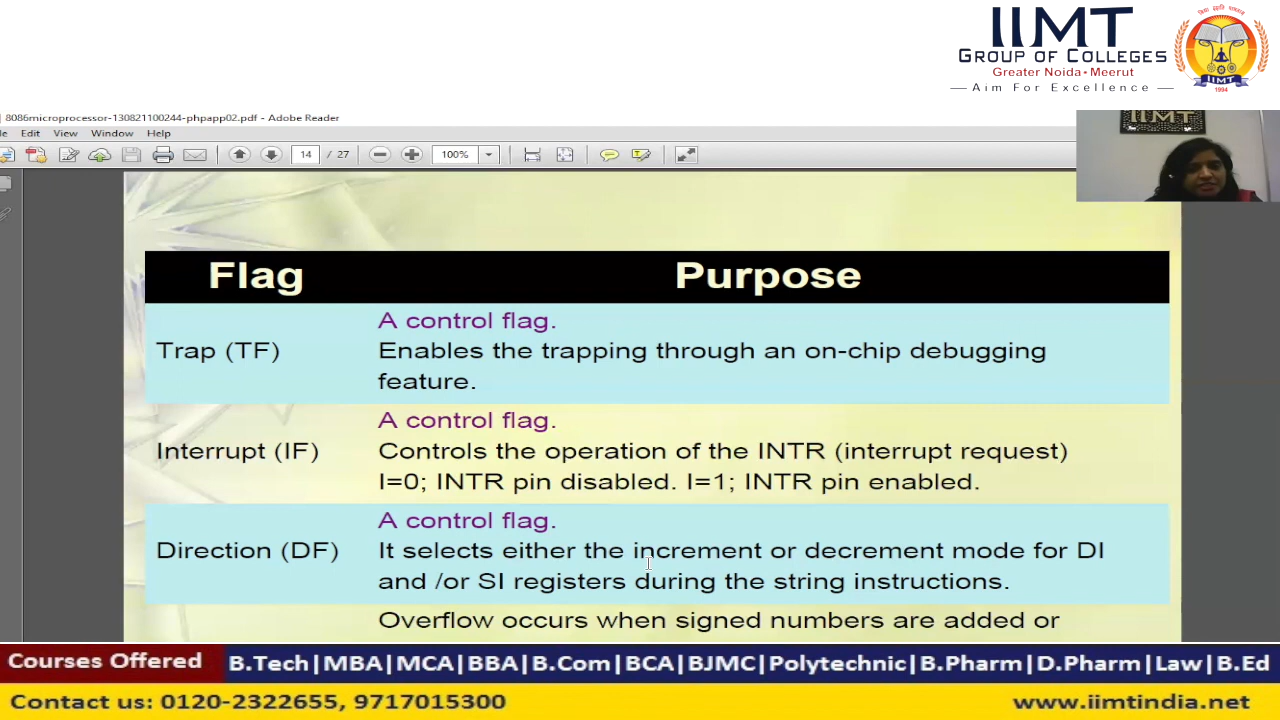 IIMT
GROUP OF COLLEGES
Greater Noida • Meerut
Aim For Excellence
IIMT
1994
8086microprocessor-130821100244-phpapp02.pdf - Adobe Reader
Edit View Window Help
14 / 27 100%
IIMT
Flag Purpose
A control flag.
Trap (TF) Enables the trapping through an on-chip debugging
feature.
A control flag.
Interrupt (IF) Controls the operation of the INTR (interrupt request)
I=0; INTR pin disabled. I=1; INTR pin enabled.
A control flag.
Direction (DF) It selects either the increment or decrement mode for DI
and /or SI registers during the string instructions.
Overflow occurs when signed numbers are added or
Courses Offered B.Tech|MBA|MCA|BBA|B.Com|BCA|BJMC|Polytechnic|B.Pharm|D.Pharm|Law|B.Ed
Contact us: 0120-2322655, 9717015300 www.iimtindia.net